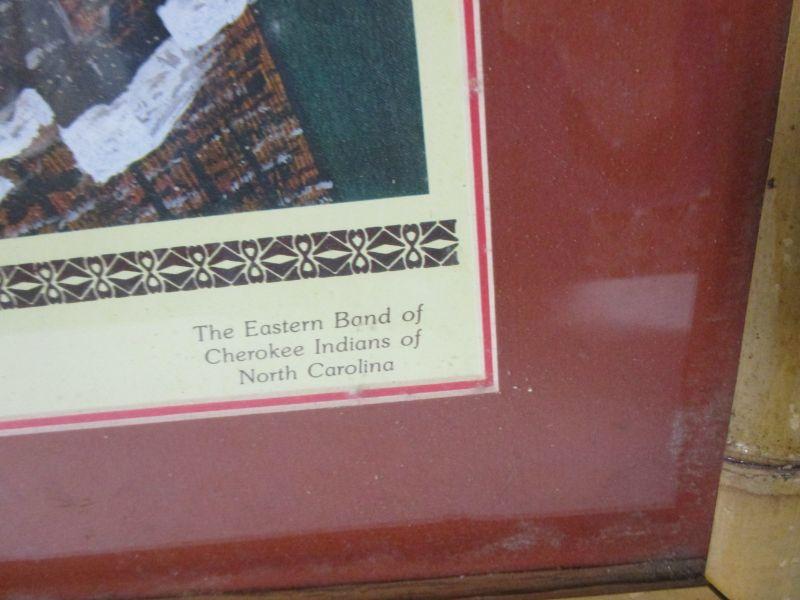 The Eastern Band of
Cherokee Indians of
North Carolina